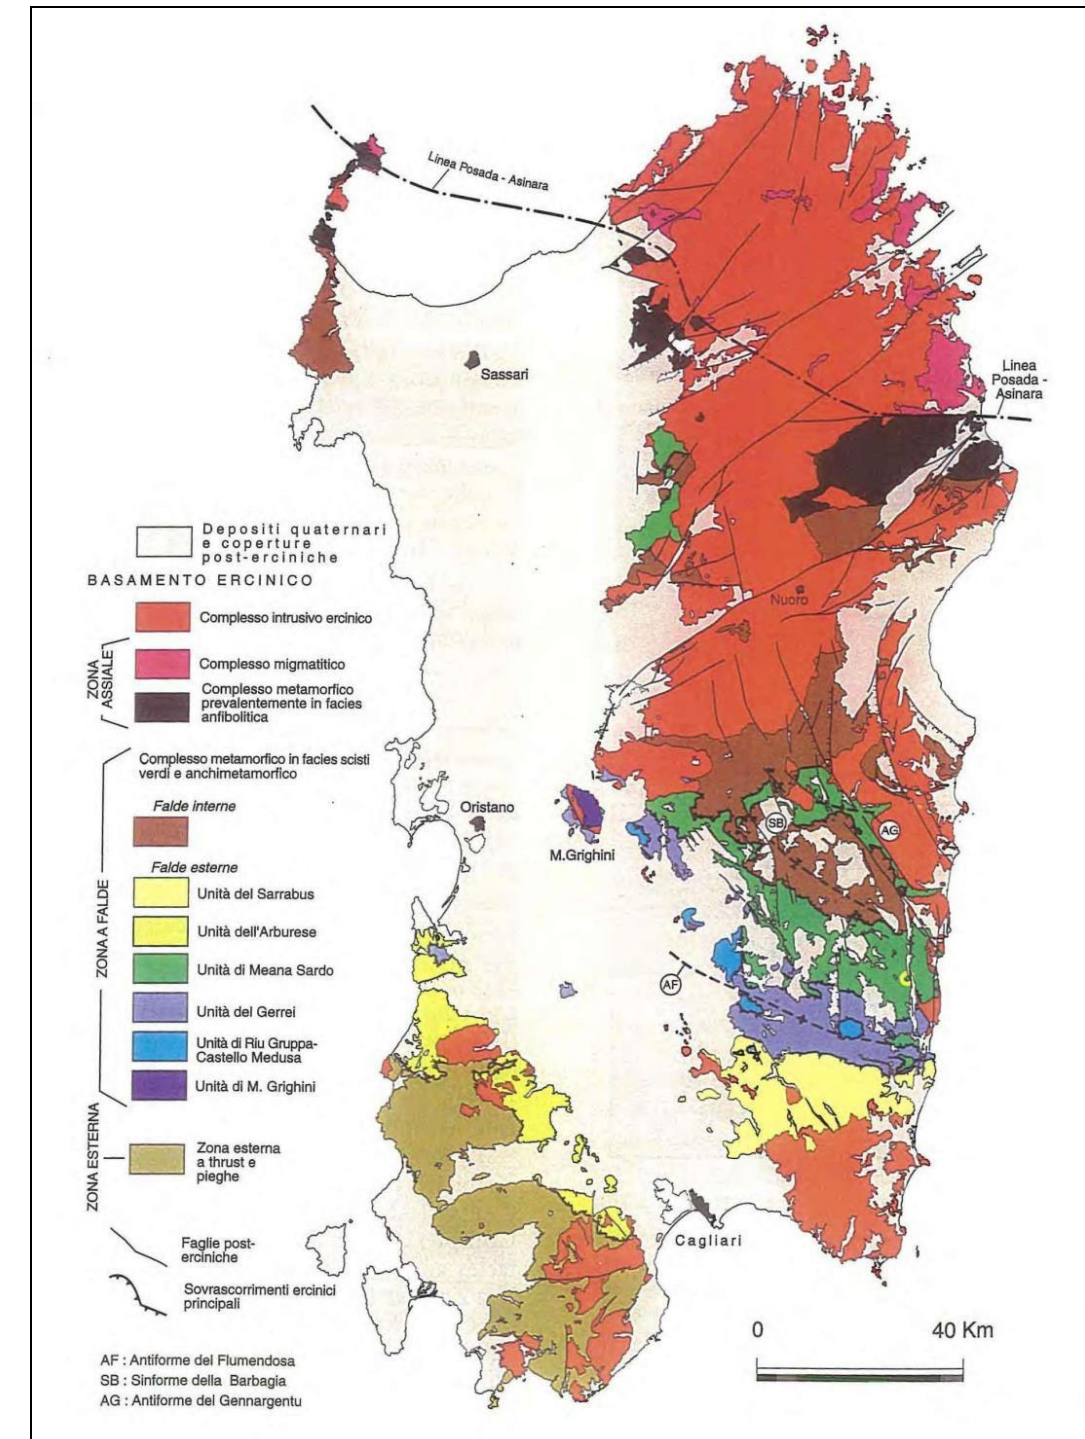 Linea Posada - Asinara
Sassari
Linea
Posada -
Asinara
Depositi quaternari
e coperture
post-erciniche
BASAMENTO ERCINICO
Complesso intrusivo ercinico
Nuoro
ZONA
ASSIALE
Complesso migmatitico
Complesso metamorfico
prevalentemente in facies
anfibolitica
Complesso metamorfico in facies scisti
verdi e anchimetamorfico
Falde interne
Oristano
SB
AG
M.Grighini
Falde esterne
ZONA A FALDE
Unità del Sarrabus
Unità dell'Arburese
Unità di Meana Sardo
AF
Unità del Gerrei
Unità di Riu Gruppa-
Castello Medusa
Unità di M. Grighini
ZONA ESTERNA
Zona esterna
a thrust e
pieghe
Cagliari
Faglie post-
erciniche
Sovrascorrimenti ercinici
principali
0 40 Km
AF : Antiforme del Flumendosa
SB : Sinforme della Barbagia
AG : Antiforme del Gennargentu